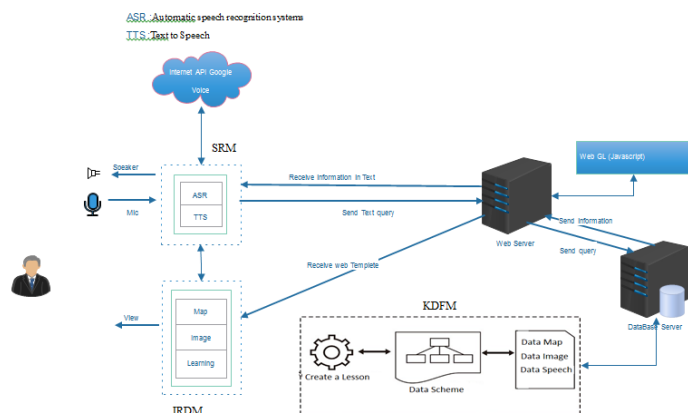 ASR :Automatic speech recognition systems
TTS :Text to Speech
Internet API Google
Voice
SRM
Speaker
Mic
ASR
TTS
Receive Information In Text
Send Text query
Web Server
Web GL (Javascript)
Send Information
Send query
DataBase Server
Receive web Templete
View
Map
Image
Learning
IRDM
KDFM
Create a Lesson
Data Scheme
Data Map
Data Image
Data Speech